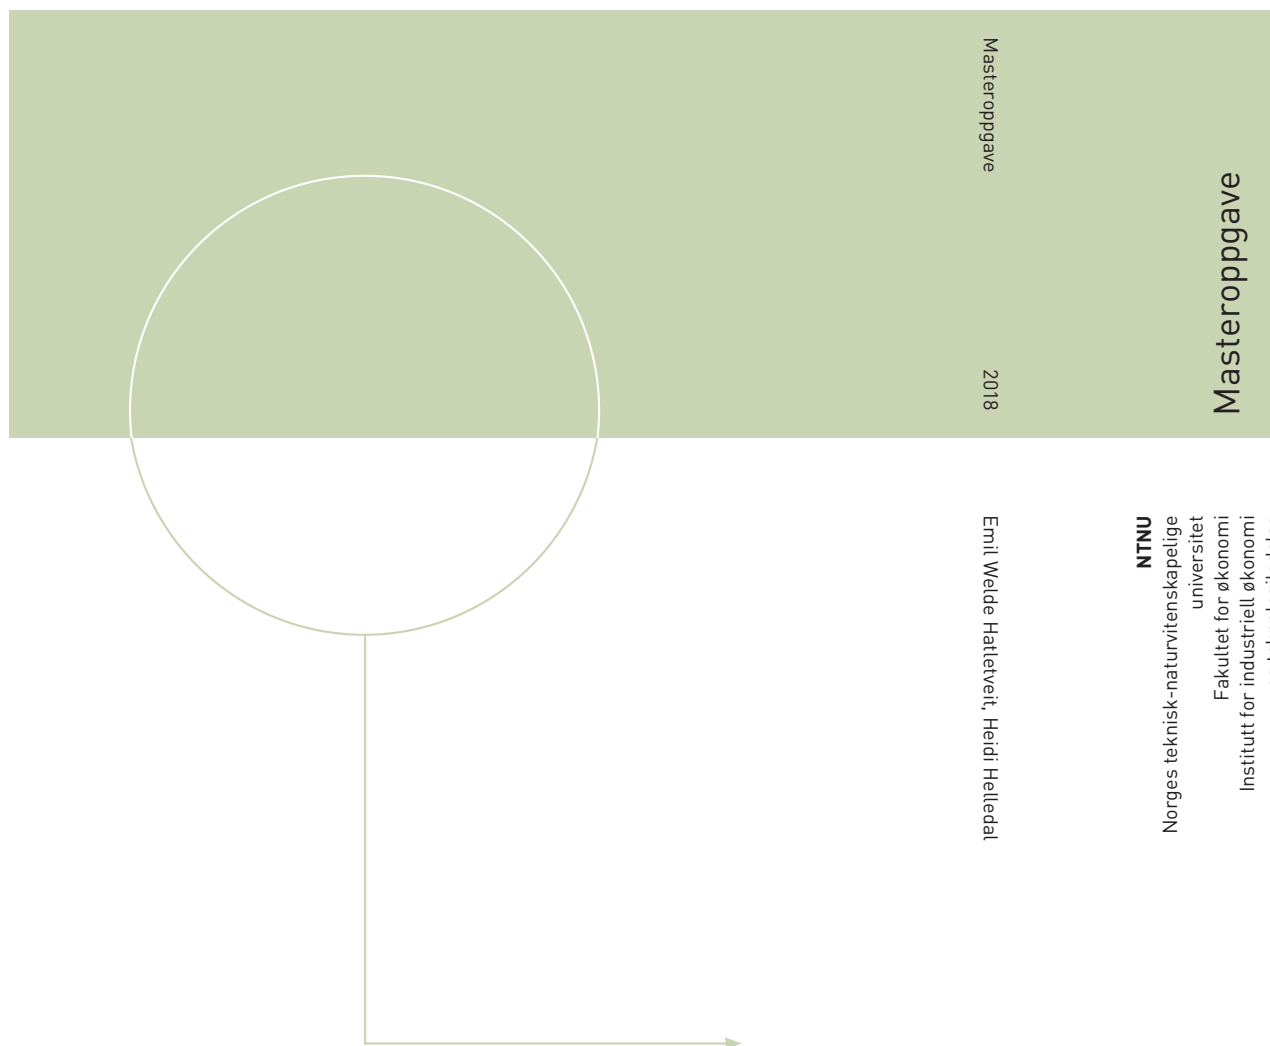 Masteroppgave
2018
Emil Welde Hatletveit, Heidi Helledal
Masteroppgave
NTNU
Norges teknisk-naturvitenskapelige
universitet
Fakultet for økonomi
Institutt for industriell økonomi